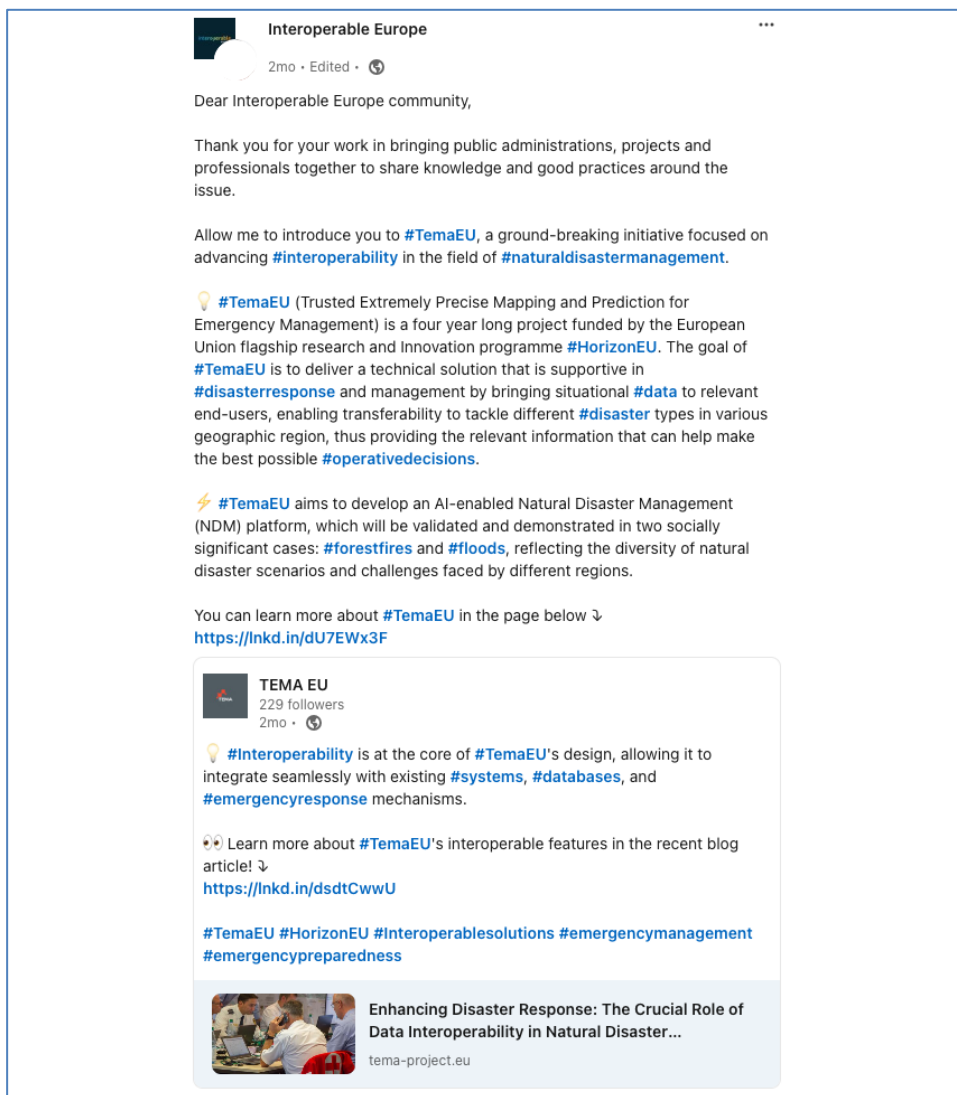 Interoperable Europe
2mo • Edited •
Dear Interoperable Europe community,
Thank you for your work in bringing public administrations, projects and
professionals together to share knowledge and good practices around the
issue.
Allow me to introduce you to #TemaEU, a ground-breaking initiative focused on
advancing #interoperability in the field of #naturaldisastermanagement.
💡 #TemaEU (Trusted Extremely Precise Mapping and Prediction for
Emergency Management) is a four year long project funded by the European
Union flagship research and Innovation programme #HorizonEU. The goal of
#TemaEU is to deliver a technical solution that is supportive in
#disasterresponse and management by bringing situational #data to relevant
end-users, enabling transferability to tackle different #disaster types in various
geographic region, thus providing the relevant information that can help make
the best possible #operativedecisions.
⚡ #TemaEU aims to develop an AI-enabled Natural Disaster Management
(NDM) platform, which will be validated and demonstrated in two socially
significant cases: #forestfires and #floods, reflecting the diversity of natural
disaster scenarios and challenges faced by different regions.
You can learn more about #TemaEU in the page below ⤵
https://lnkd.in/dU7EWx3F
TEMA
TEMA EU
229 followers
2mo •
💡 #Interoperability is at the core of #TemaEU's design, allowing it to
integrate seamlessly with existing #systems, #databases, and
#emergencyresponse mechanisms.
👀 Learn more about #TemaEU's interoperable features in the recent blog
article! ⤵
https://lnkd.in/dsdtCwwU
#TemaEU #HorizonEU #Interoperablesolutions #emergencymanagement
#emergencypreparedness
Enhancing Disaster Response: The Crucial Role of
Data Interoperability in Natural Disaster...
tema-project.eu